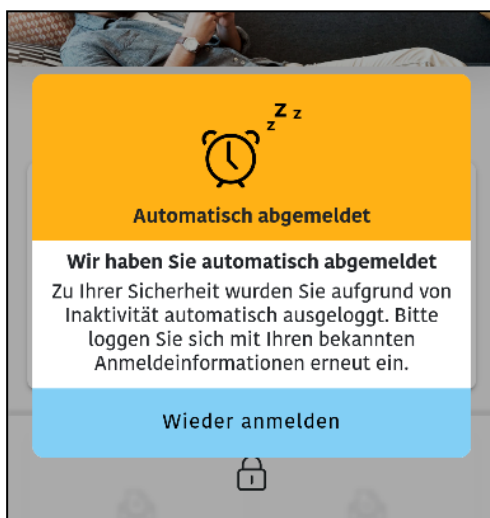 z z z
Automatisch abgemeldet
Wir haben Sie automatisch abgemeldet
Zu Ihrer Sicherheit wurden Sie aufgrund von
Inaktivität automatisch ausgeloggt. Bitte
loggen Sie sich mit Ihren bekannten
Anmeldeinformationen erneut ein.
Wieder anmelden